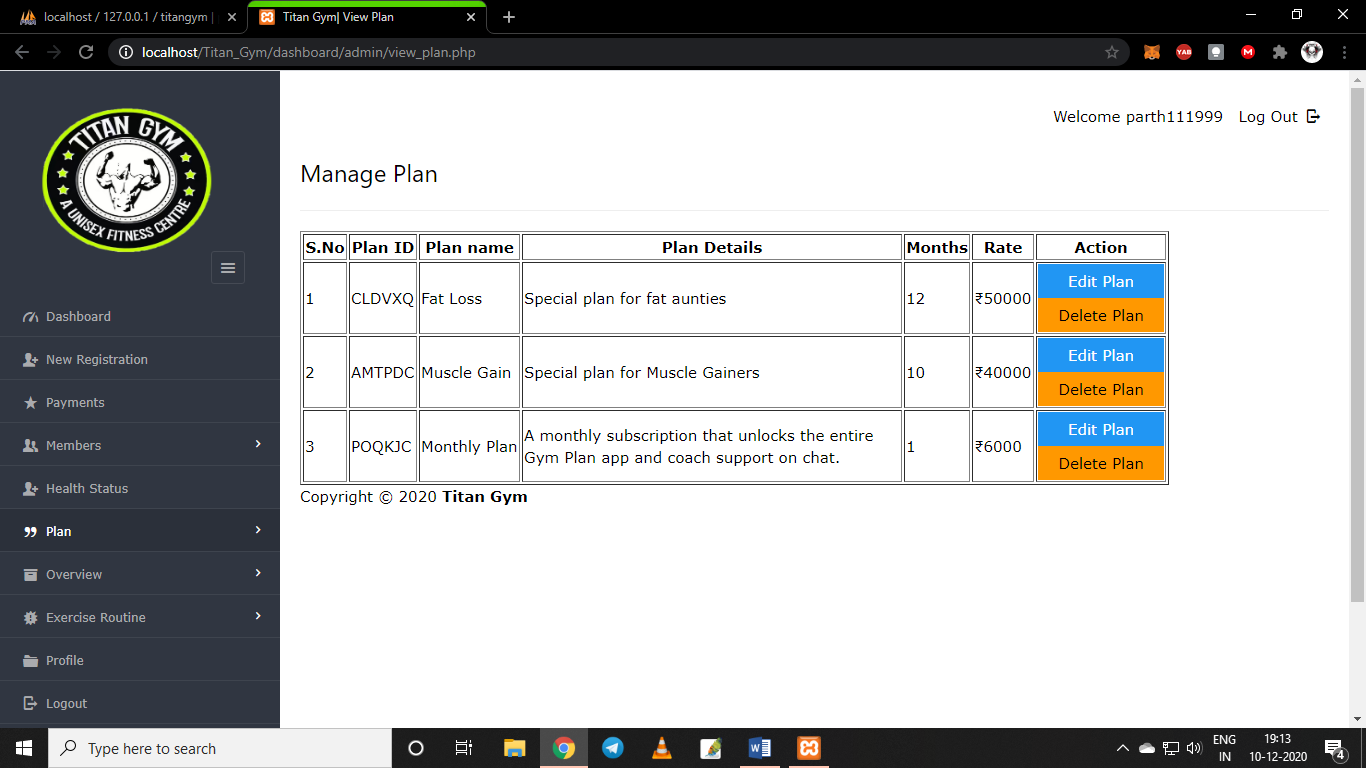 localhost / 127.0.0.1 / titangym |
Titan Gym| View Plan
localhost/Titan_Gym/dashboard/admin/view_plan.php
YAB
M
TITAN GYM
A UNISEX FITNESS CENTRE
Welcome parth111999 Log Out
Manage Plan
S.No Plan ID Plan name Plan Details Months Rate Action
1 CLDVXQ Fat Loss Special plan for fat aunties 12 ₹50000 Edit Plan
Delete Plan
2 AMTPDC Muscle Gain Special plan for Muscle Gainers 10 ₹40000 Edit Plan
Delete Plan
3 POQKJC Monthly Plan A monthly subscription that unlocks the entire
Gym Plan app and coach support on chat. 1 ₹6000 Edit Plan
Delete Plan
Copyright © 2020 Titan Gym
Dashboard
New Registration
Payments
Members
Health Status
Plan
Overview
Exercise Routine
Profile
Logout
Type here to search
W
ENG
IN
19:13
10-12-2020
4